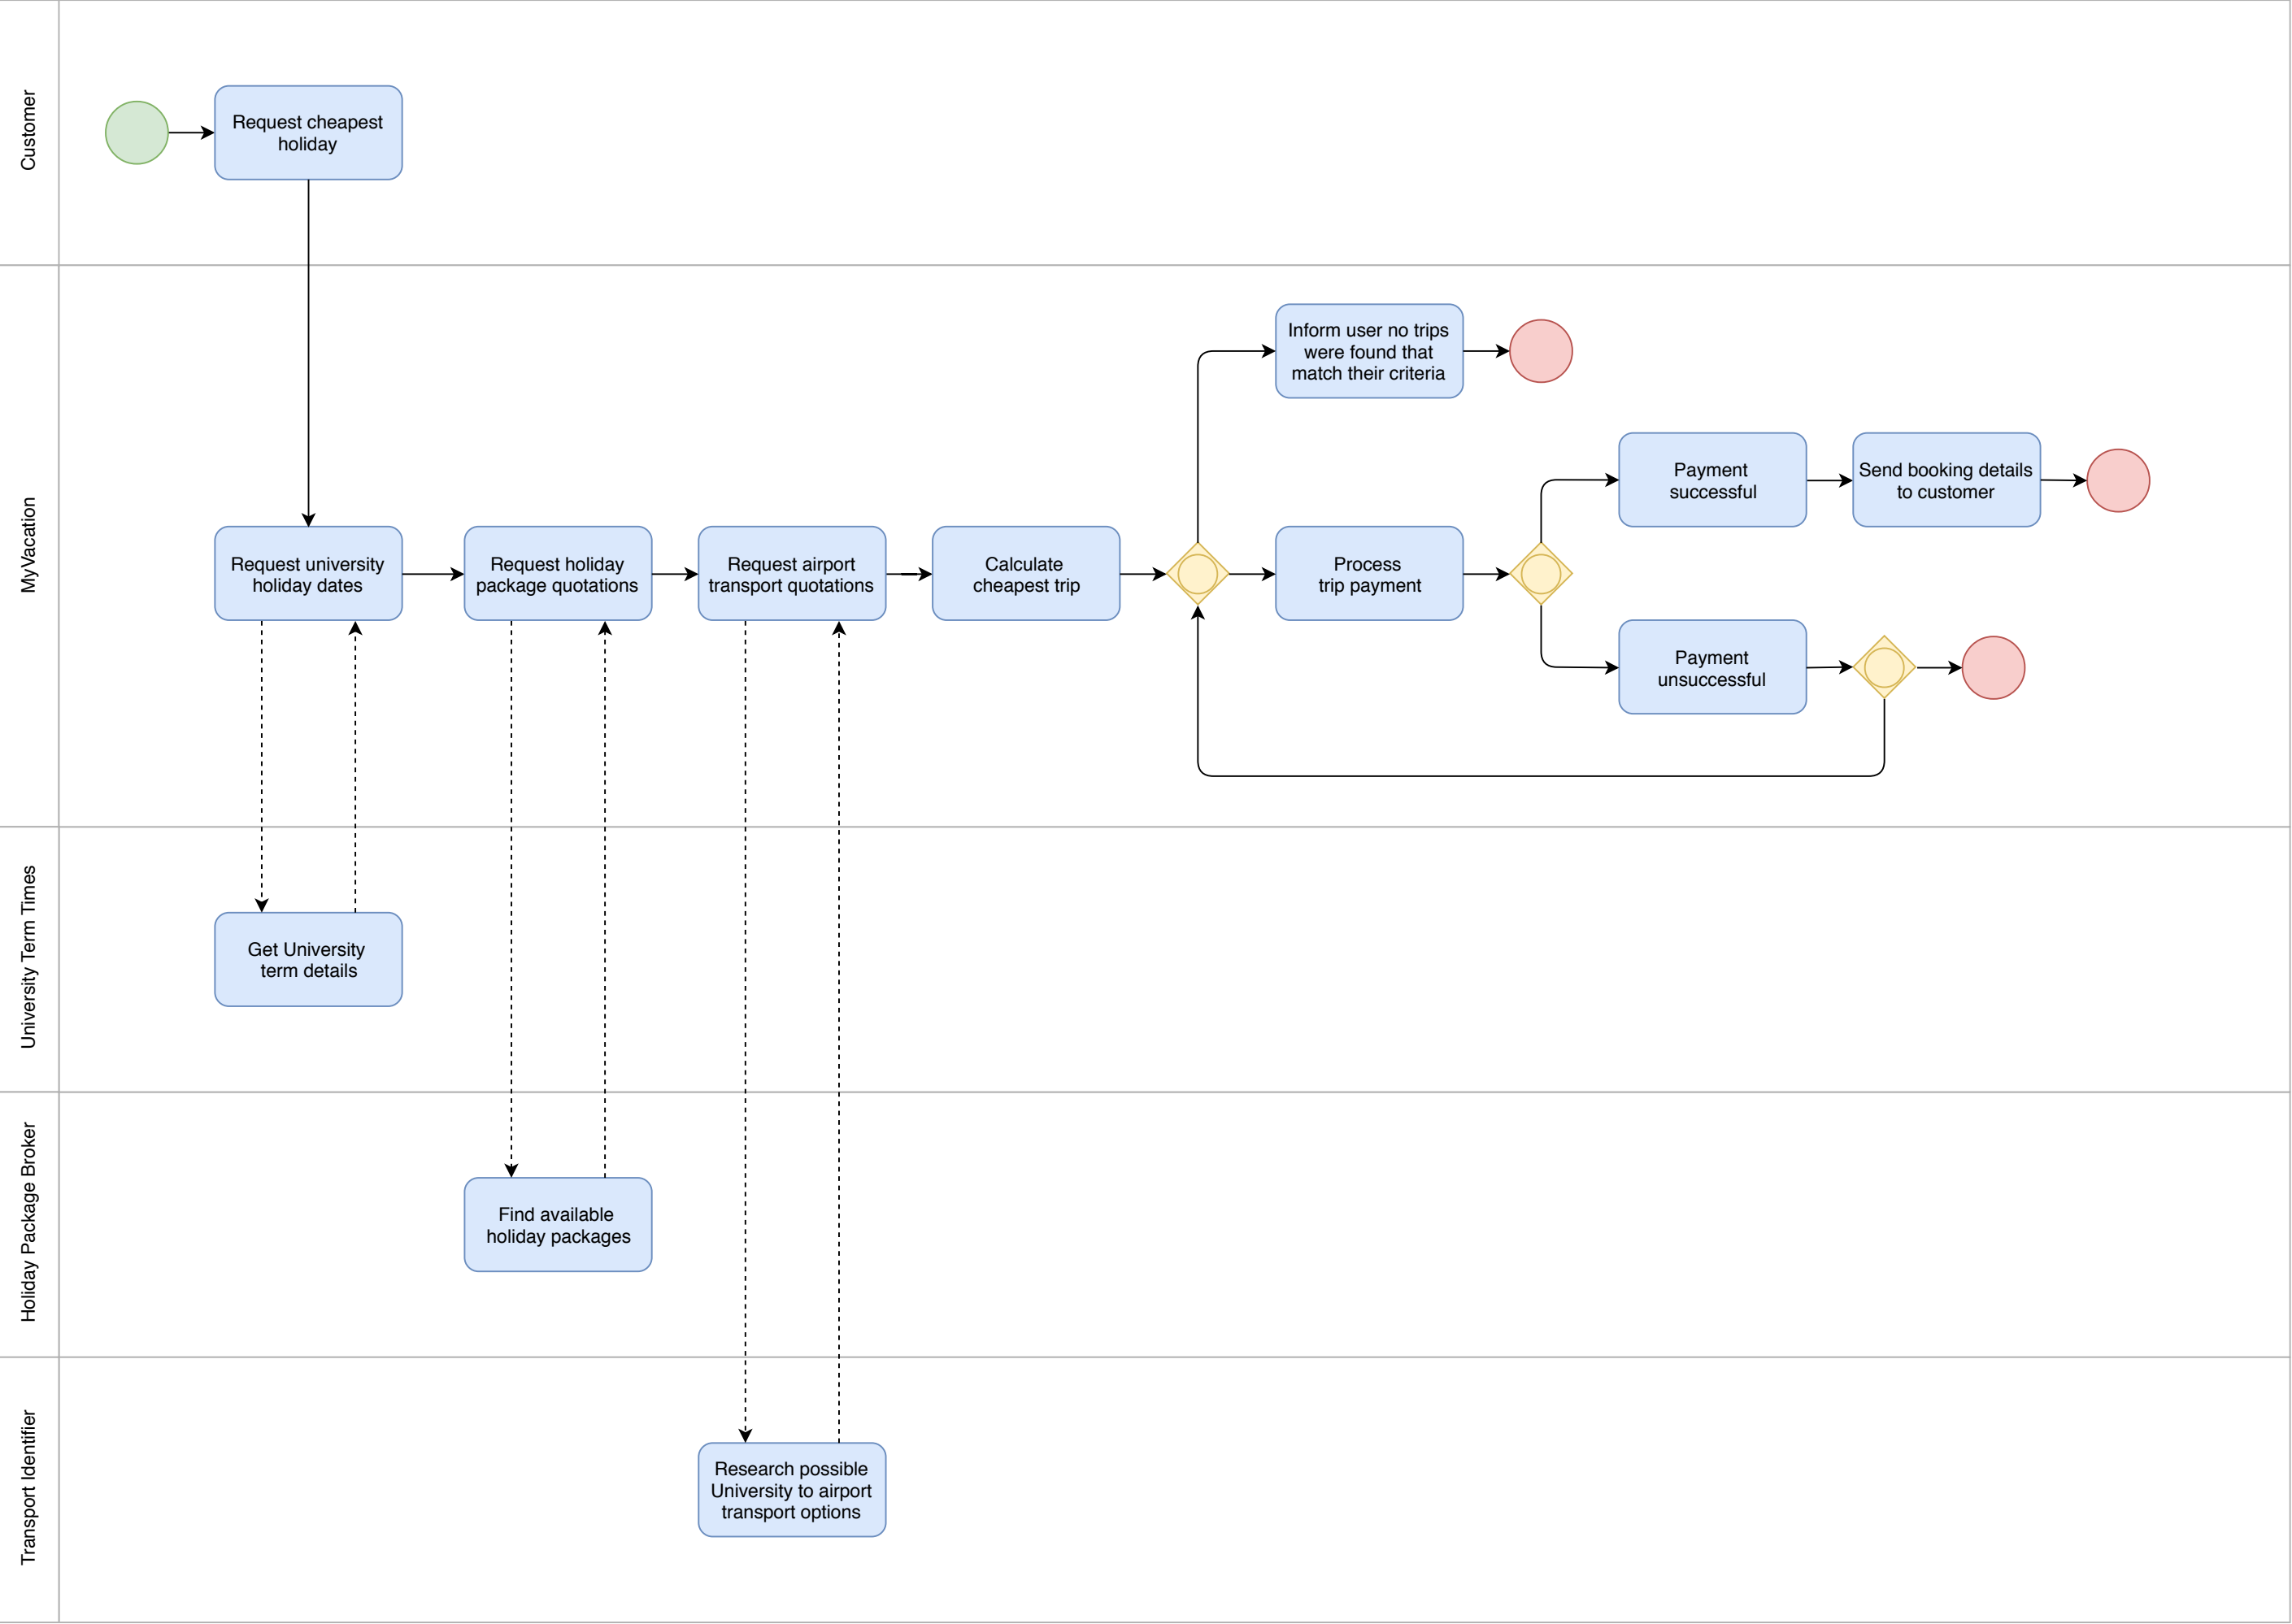 Customer
Request cheapest
holiday
MyVacation
Inform user no trips
were found that
match their criteria
Payment
successful
Send booking details
to customer
Request university
holiday dates
Request holiday
package quotations
Request airport
transport quotations
Calculate
cheapest trip
Process
trip payment
Payment
unsuccessful
University Term Times
Get University
term details
Holiday Package Broker
Find available
holiday packages
Transport Identifier
Research possible
University to airport
transport options